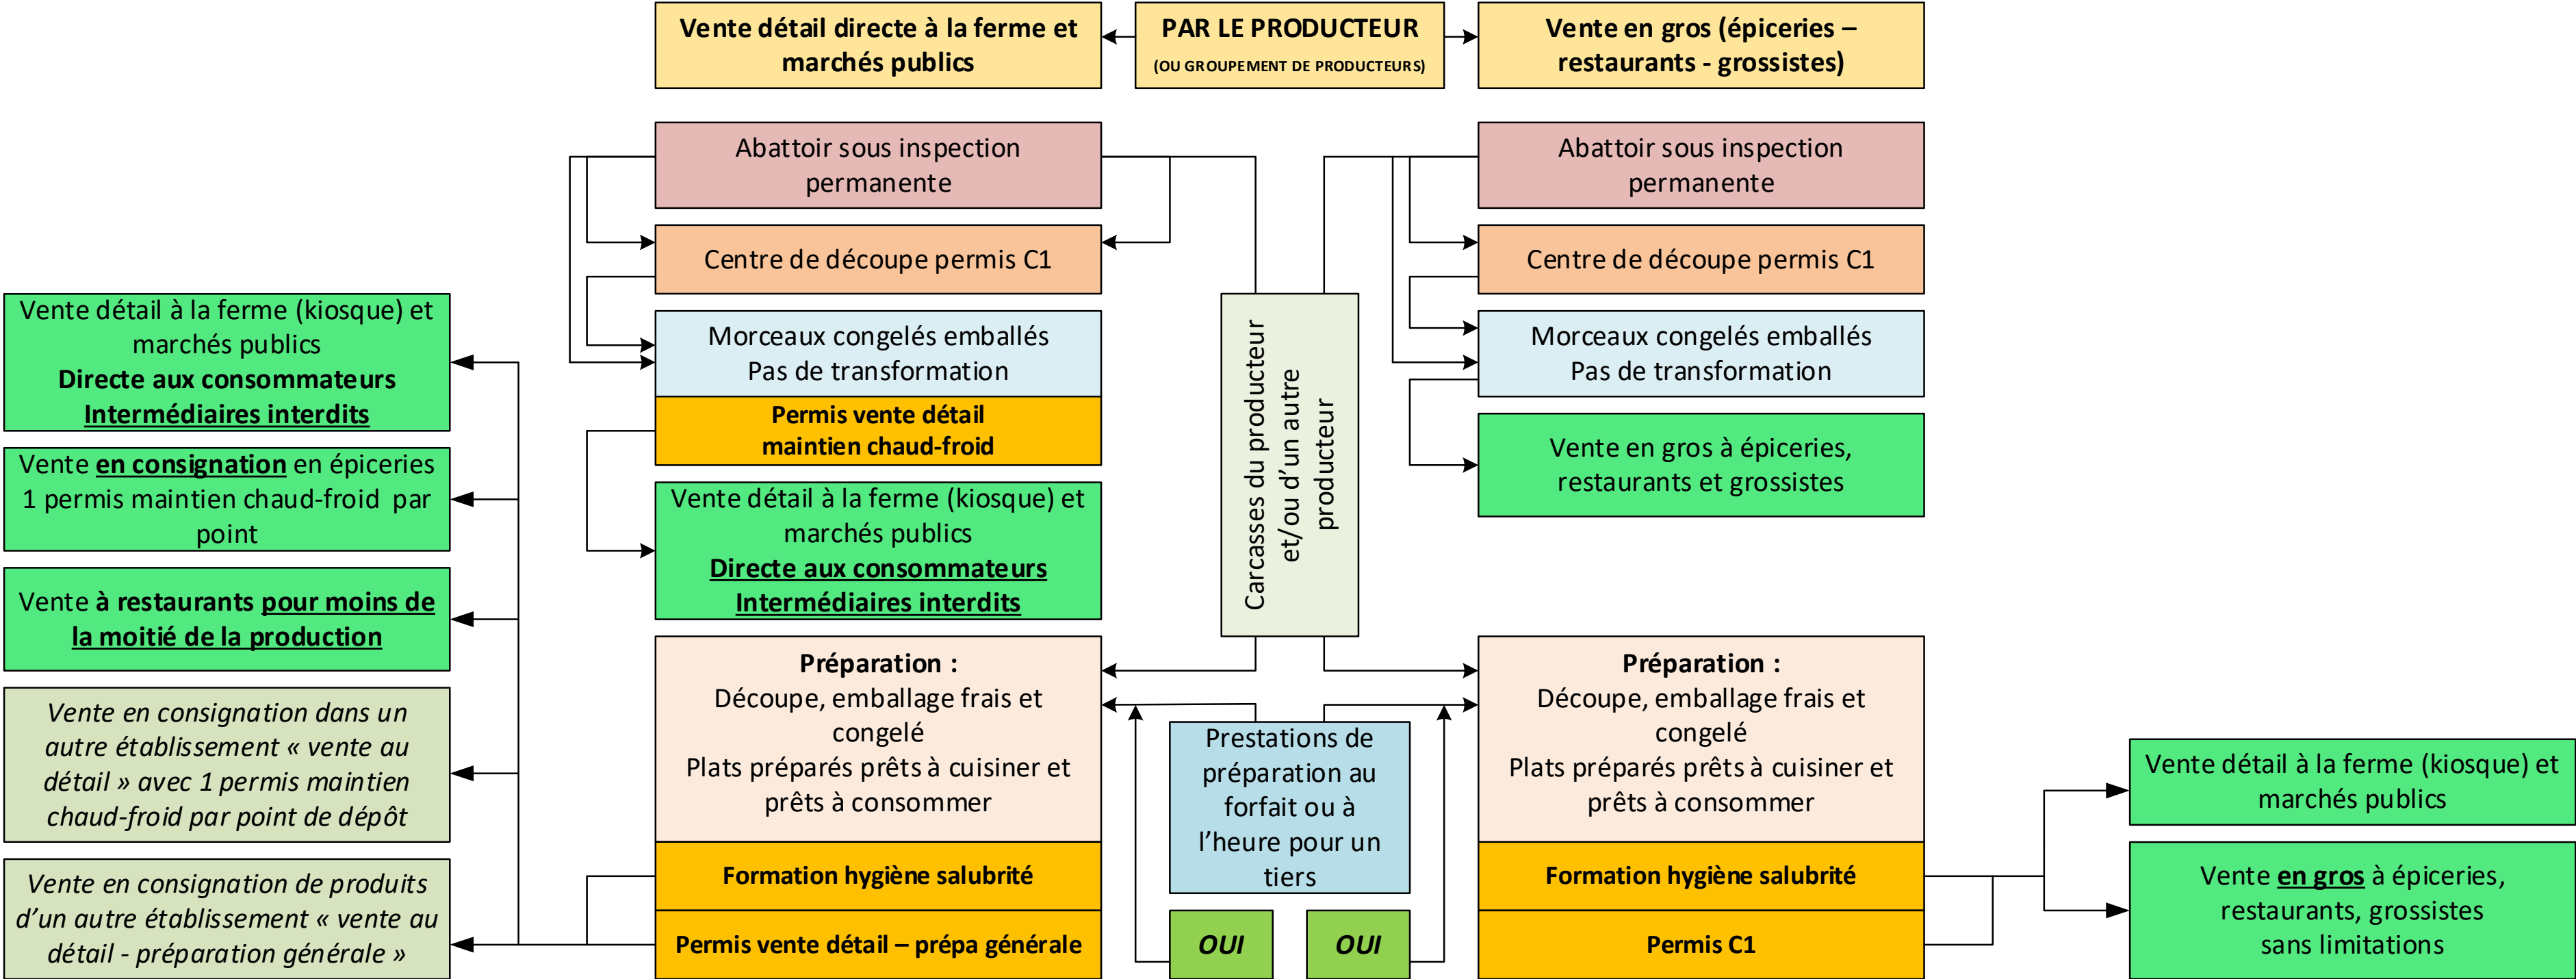 Vente détail directe à la ferme et
marchés publics
PAR LE PRODUCTEUR
(OU GROUPEMENT DE PRODUCTEURS)
Vente en gros (épiceries –
restaurants - grossistes)
Abattoir sous inspection
permanente
Centre de découpe permis C1
Morceaux congelés emballés
Pas de transformation
Permis vente détail
maintien chaud-froid
Vente détail à la ferme (kiosque) et
marchés publics
Directe aux consommateurs
Intermédiaires interdits
Préparation :
Découpe, emballage frais et
congelé
Plats préparés prêts à cuisiner et
prêts à consommer
Formation hygiène salubrité
Permis vente détail – prépa générale
Vente détail à la ferme (kiosque) et
marchés publics
Directe aux consommateurs
Intermédiaires interdits
Vente en consignation en épiceries
1 permis maintien chaud-froid par
point
Vente à restaurants pour moins de
la moitié de la production
Vente en consignation dans un
autre établissement « vente au
détail » avec 1 permis maintien
chaud-froid par point de dépôt
Vente en consignation de produits
d’un autre établissement « vente au
détail - préparation générale »
Carcasses du producteur
et/ou d’un autre
producteur
Prestations de
préparation au
forfait ou à
l’heure pour un
tiers
OUI
OUI
Abattoir sous inspection
permanente
Centre de découpe permis C1
Morceaux congelés emballés
Pas de transformation
Vente en gros à épiceries,
restaurants et grossistes
Préparation :
Découpe, emballage frais et
congelé
Plats préparés prêts à cuisiner et
prêts à consommer
Formation hygiène salubrité
Permis C1
Vente détail à la ferme (kiosque) et
marchés publics
Vente en gros à épiceries,
restaurants, grossistes
sans limitations